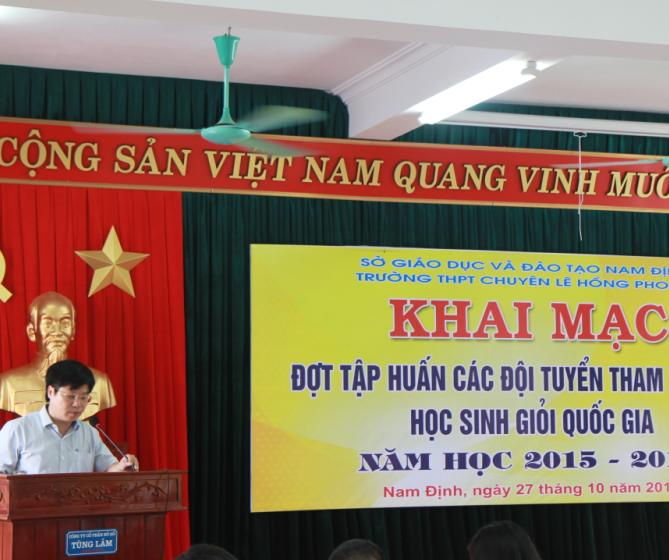 CỘNG SẢN VIỆT NAM QUANG VINH MUÔ
SỞ GIÁO DỤC VÀ ĐÀO TẠO NAM ĐỊN
TRƯỜNG THPT CHUYÊN LÊ HỒNG PHO
KHAI MẠC
ĐỢT TẬP HUẤN CÁC ĐỘI TUYỂN THAM
HỌC SINH GIỎI QUỐC GIA
NĂM HỌC 2015 - 201
Nam Định, ngày 27 tháng 10 năm 201
CÔNG TY CỔ PHẦN ĐỒ GỖ
TÙNG LÂM